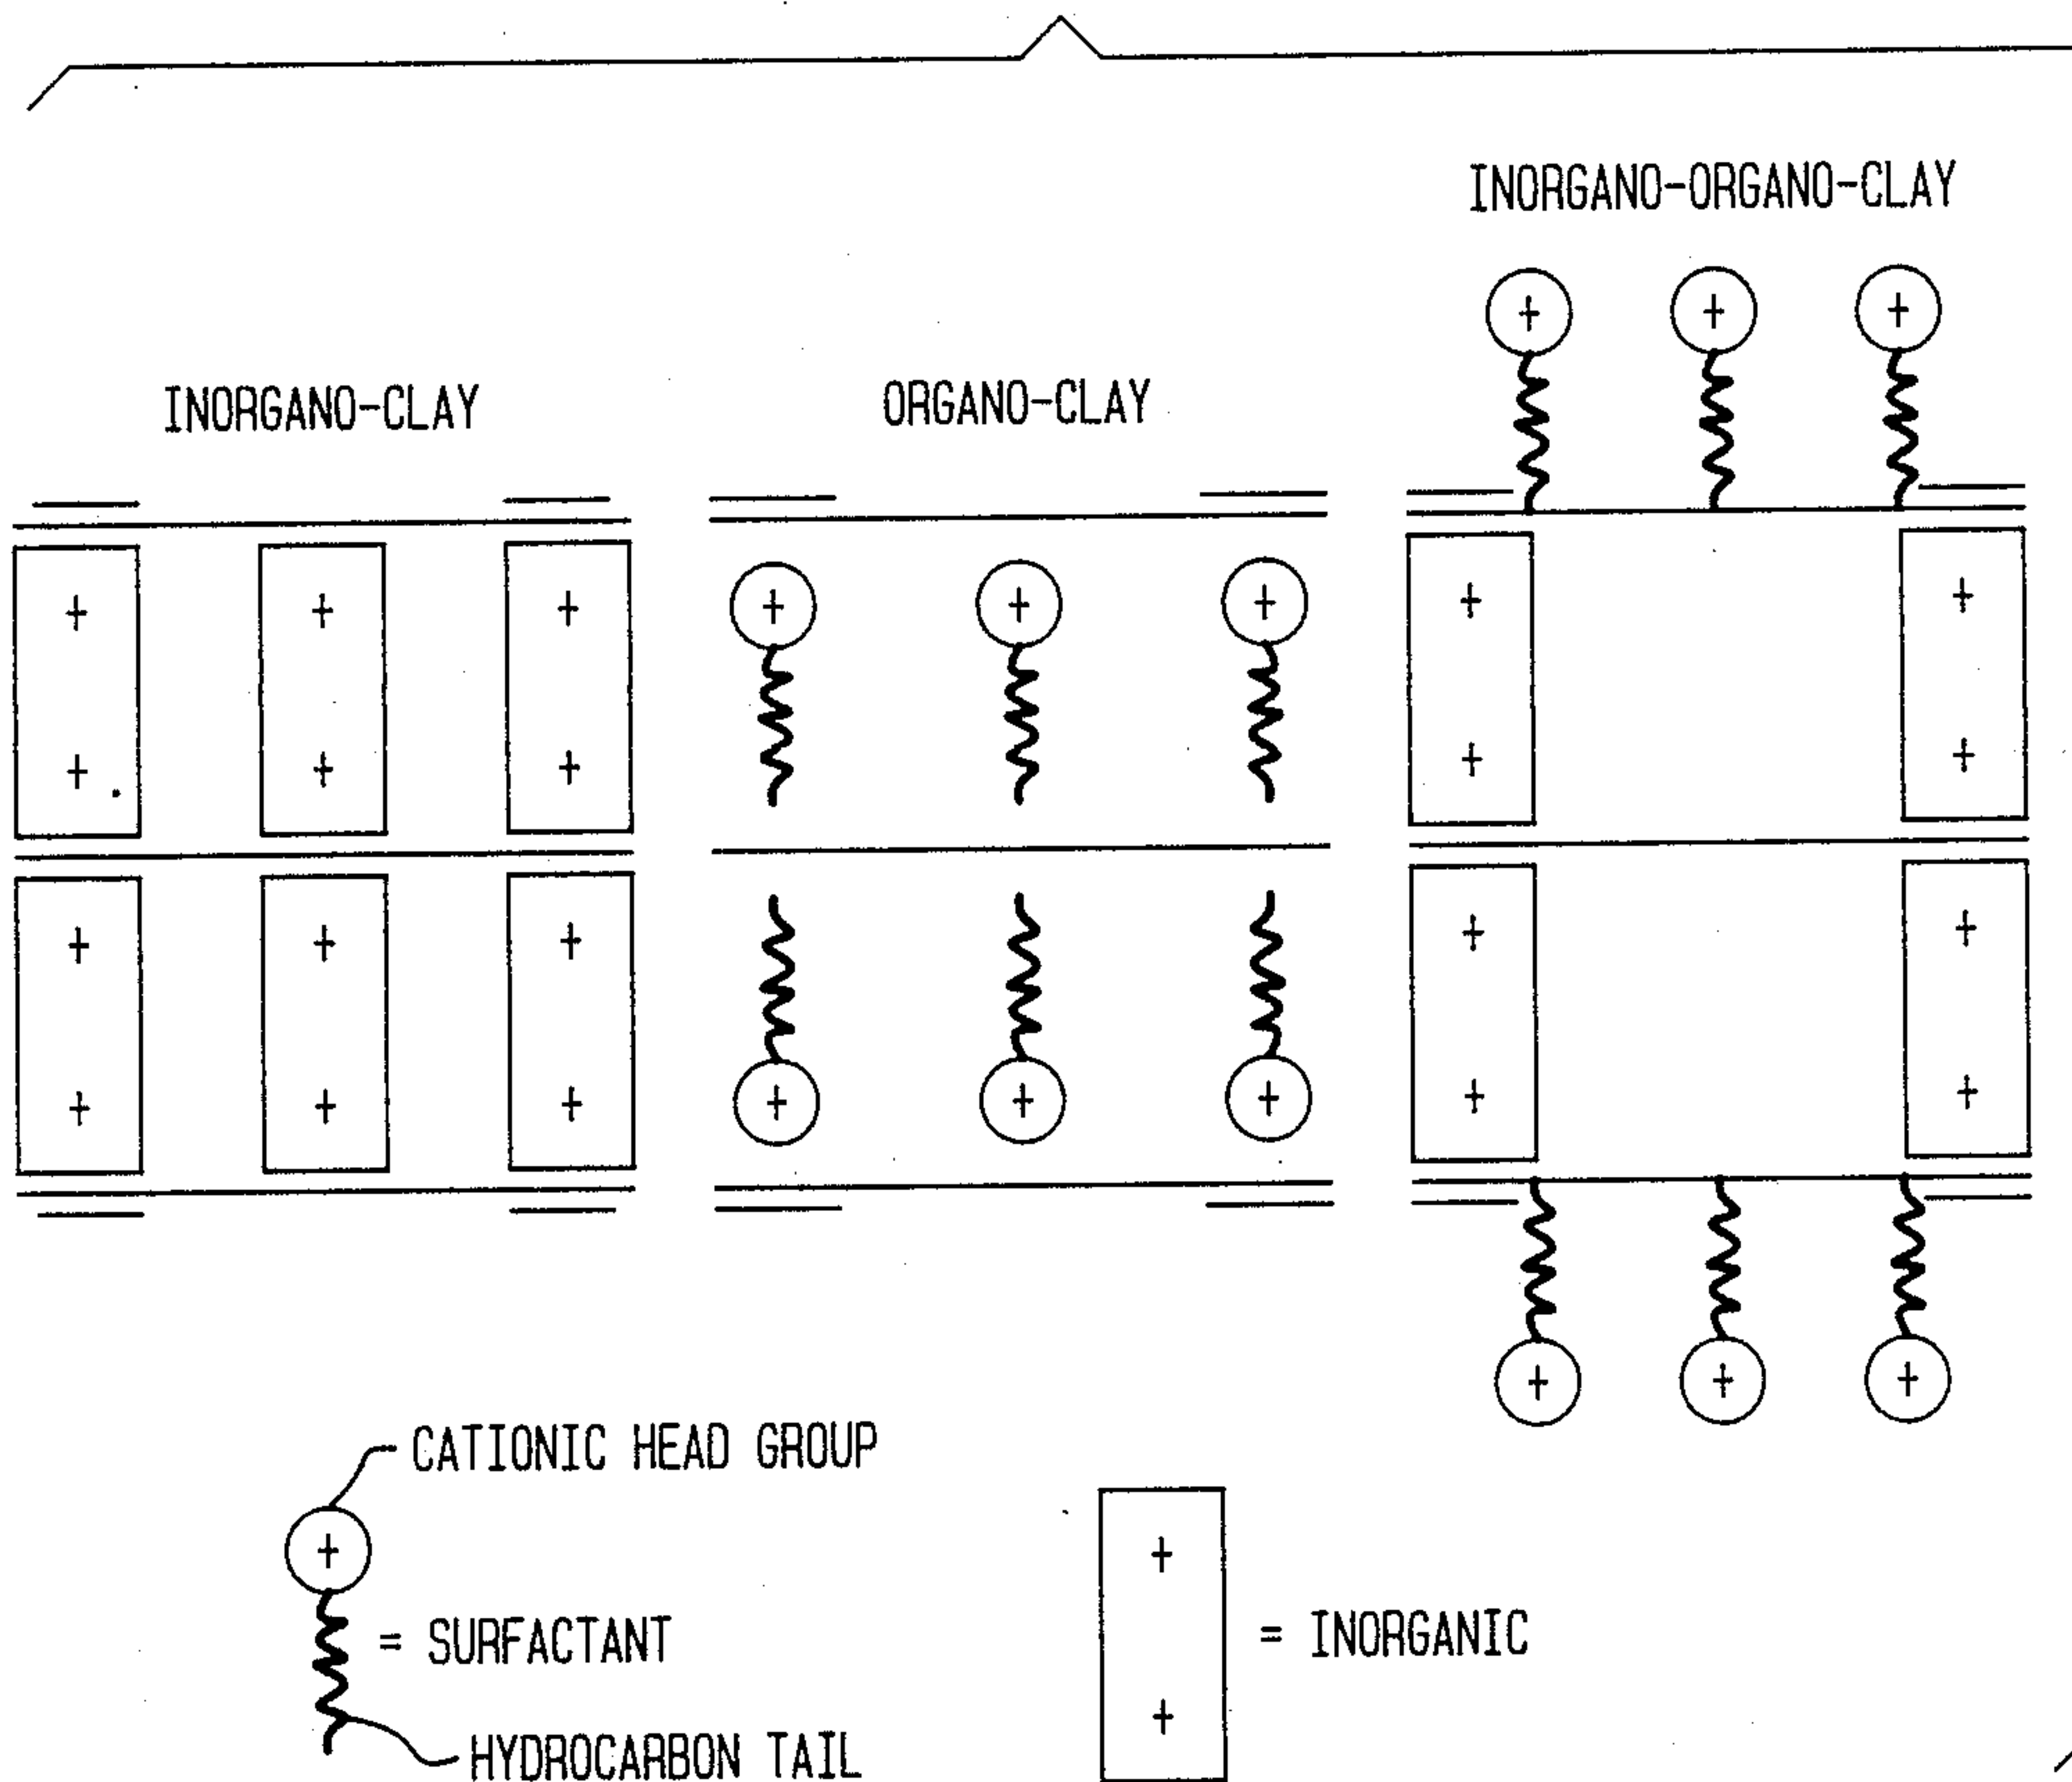 INORGANO-ORGANO-CLAY
INORGANO-CLAY
ORGANO-CLAY
CATIONIC HEAD GROUP
= SURFACTANT
HYDROCARBON TAIL
= INORGANIC